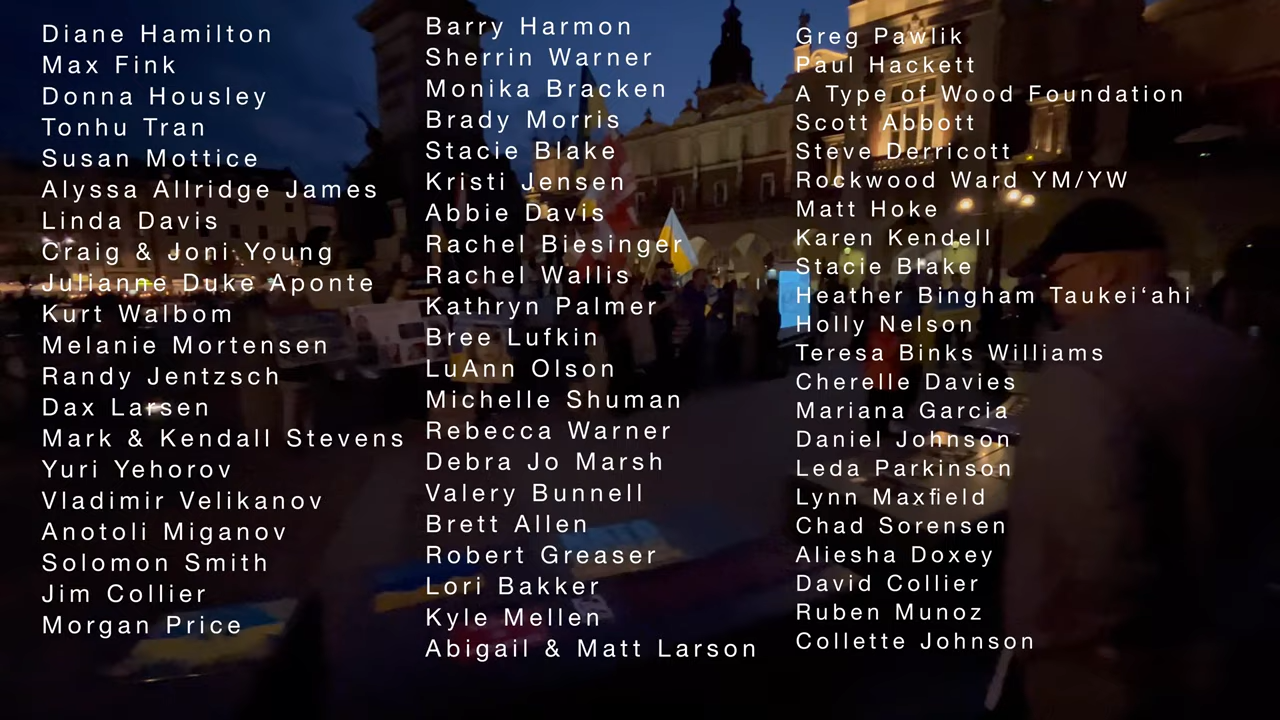 Diane Hamilton
Max Fink
Donna Housley
Tonhu Tran
Susan Mottice
Alyssa Allridge James
Linda Davis
Craig & Joni Young
Julianne Duke Aponte
Kurt Walbom
Melanie Mortensen
Randy Jentzsch
Dax Larsen
Mark & Kendall Stevens
Yuri Yehorov
Vladimir Velikanov
Anotoli Miganov
Solomon Smith
Jim Collier
Morgan Price
Barry Harmon
Sherrin Warner
Monika Bracken
Brady Morris
Stacie Blake
Kristi Jensen
Abbie Davis
Rachel Biesinger
Rachel Wallis
Kathryn Palmer
Bree Lufkin
LuAnn Olson
Michelle Shuman
Rebecca Warner
Debra Jo Marsh
Valery Bunnell
Brett Allen
Robert Greaser
Lori Bakker
Kyle Mellen
Abigail & Matt Larson
Greg Pawlik
Paul Hackett
A Type of Wood Foundation
Scott Abbott
Steve Derricott
Rockwood Ward YM/YW
Matt Hoke
Karen Kendell
Stacie Blake
Heather Bingham Taukei‘ahi
Holly Nelson
Teresa Binks Williams
Cherelle Davies
Mariana Garcia
Daniel Johnson
Leda Parkinson
Lynn Maxfield
Chad Sorensen
Aliesha Doxey
David Collier
Ruben Munoz
Collette Johnson